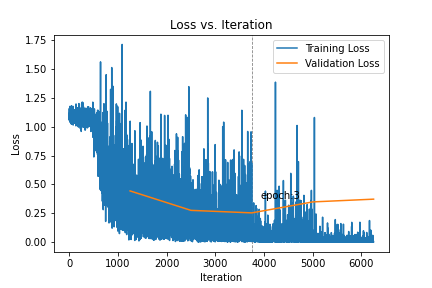 Loss vs. Iteration
1.75
1.50
1.25
1.00
0.75
0.50
0.25
0.00
Loss
Training Loss
Validation Loss
epoch 3
0
1000
2000
3000
4000
5000
6000
Iteration